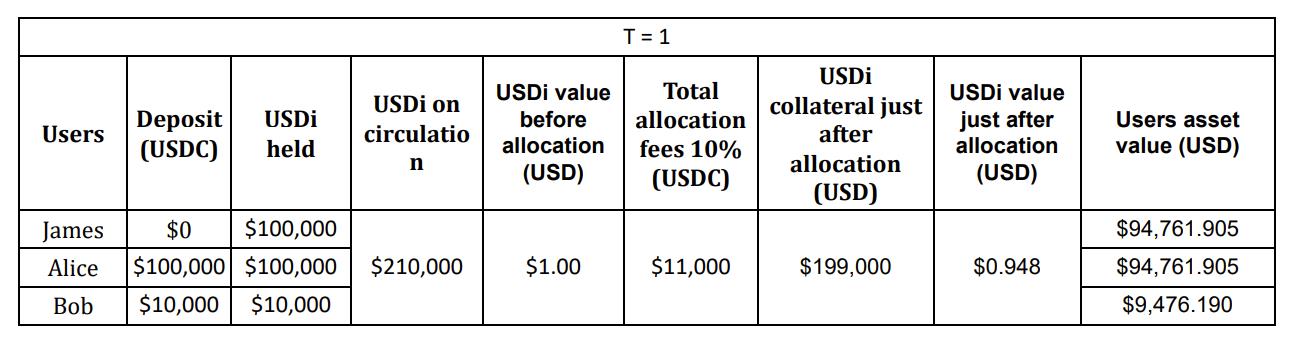 T = 1
Users
Deposit
(USDC)
USDi
held
USDi on
circulatio
n
USDi value
before
allocation
(USD)
Total
allocation
fees 10%
(USDC)
USDi
collateral just
after
allocation
(USD)
USDi value
just after
allocation
(USD)
Users asset
value (USD)
James
$0
$100,000
$210,000
$1.00
$11,000
$199,000
$0.948
$94,761.905
Alice
$100,000
$100,000
$94,761.905
Bob
$10,000
$10,000
$9,476.190